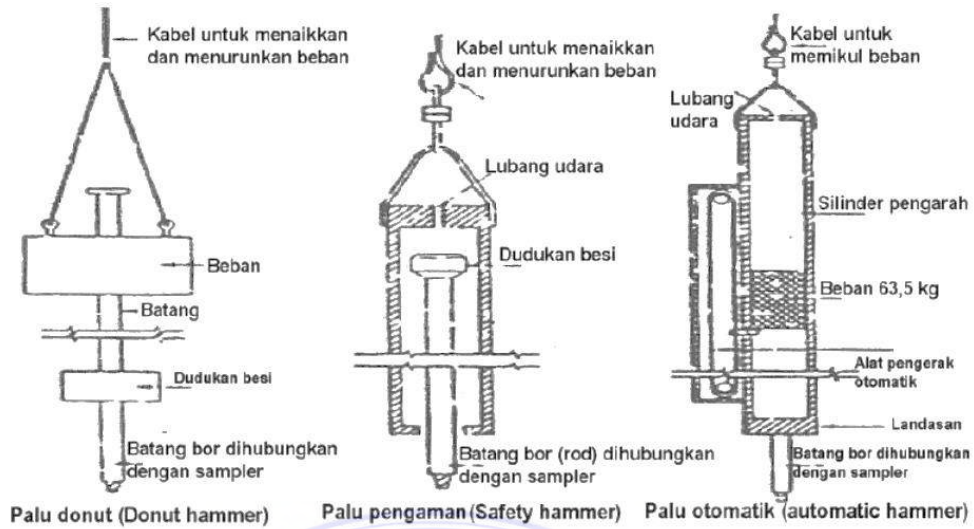 Kabel untuk menaikkan
dan menurunkan beban
Beban
Batang
Dudukan besi
Batang bor dihubungkan
dengan sampler
Palu donut (Donut hammer)
Kabel untuk menaikkan
dan menurunkan beban
Lubang udara
Dudukan besi
Batang bor (rod) dihubungkan
dengan sampler
Palu pengaman (Safety hammer)
Kabel untuk
memikul beban
Lubang
udara
Silinder pengarah
Beban 63,5 kg
Alat pengerak
otomatik
Landasan
Batang bor dihubungkan
dengan sampler
Palu otomatik (automatic hammer)